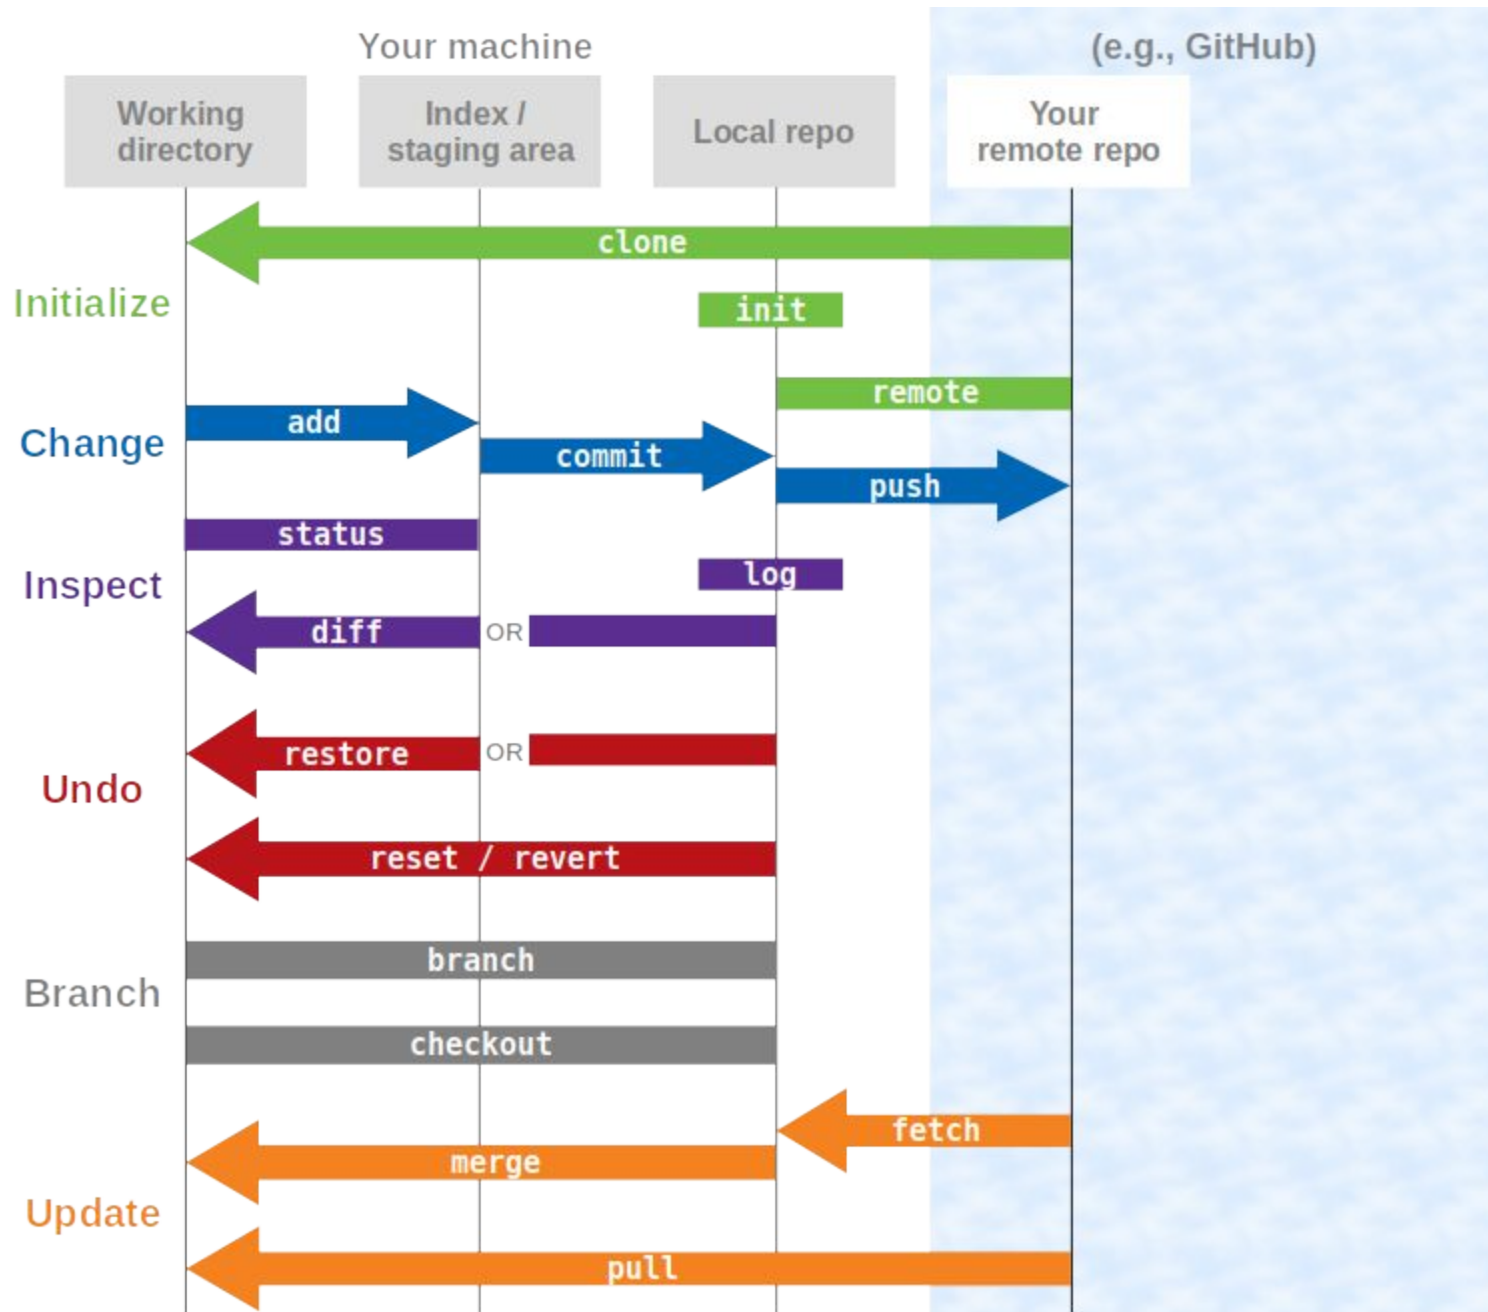 Your machine
(e.g., GitHub)
Working
directory
Index /
staging area
Local repo
Your
remote repo
clone
Initialize
init
remote
add
Change
commit
push
status
log
Inspect
diff OR
restore OR
Undo
reset / revert
branch
Branch
checkout
fetch
merge
Update
pull